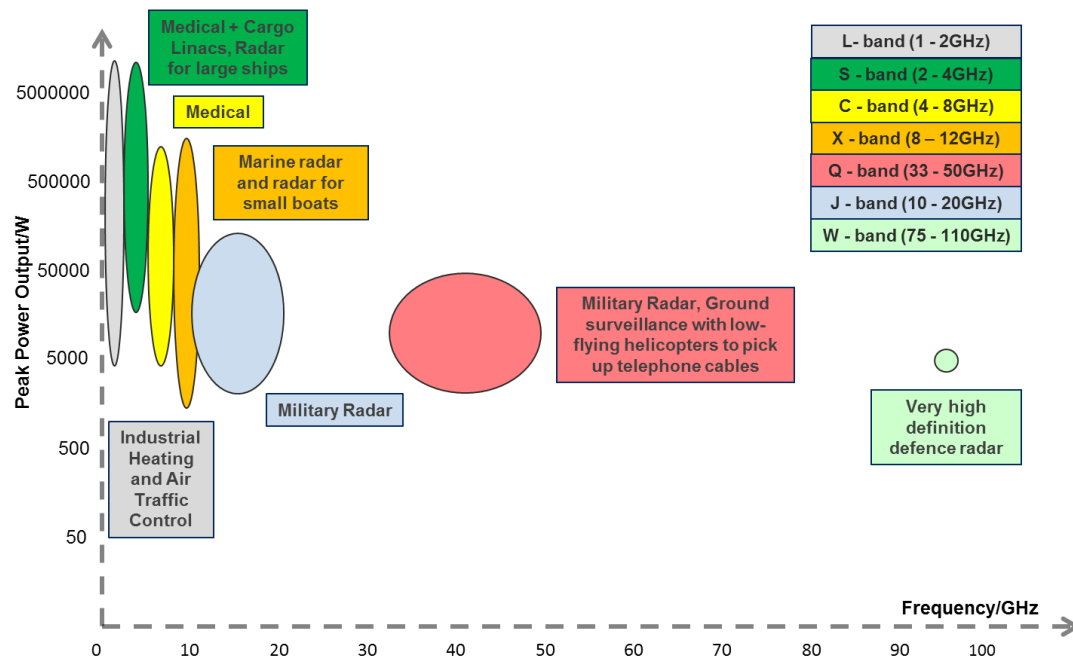 Medical + Cargo
Linacs, Radar
for large ships
Medical
Marine radar
and radar for
small boats
Military Radar, Ground
surveillance with low-
flying helicopters to pick
up telephone cables
Military Radar
Very high
definition
defence radar
Industrial
Heating
and Air
Traffic
Control
L- band (1 - 2GHz)
S - band (2 - 4GHz)
C - band (4 - 8GHz)
X - band (8 – 12GHz)
Q - band (33 - 50GHz)
J - band (10 - 20GHz)
W - band (75 - 110GHz)
Peak Power Output/W
5000000
500000
50000
5000
500
50
Frequency/GHz
0 10 20 30 40 50 60 70 80 90 100